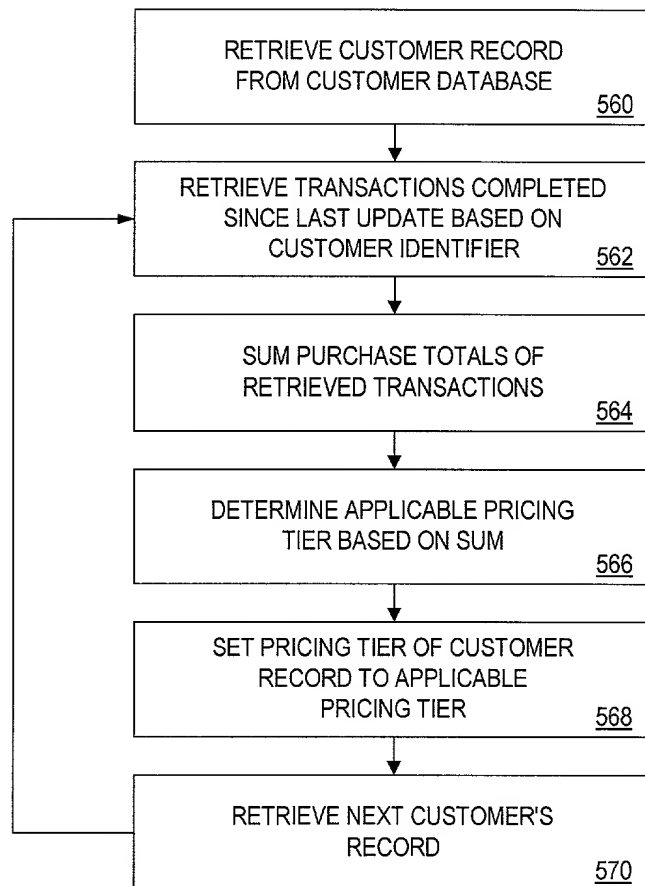 RETRIEVE CUSTOMER RECORD
FROM CUSTOMER DATABASE
560
RETRIEVE TRANSACTIONS COMPLETED
SINCE LAST UPDATE BASED ON
CUSTOMER IDENTIFIER
562
SUM PURCHASE TOTALS OF
RETRIEVED TRANSACTIONS
564
DETERMINE APPLICABLE PRICING
TIER BASED ON SUM
566
SET PRICING TIER OF CUSTOMER
RECORD TO APPLICABLE
PRICING TIER
568
RETRIEVE NEXT CUSTOMER'S
RECORD
570